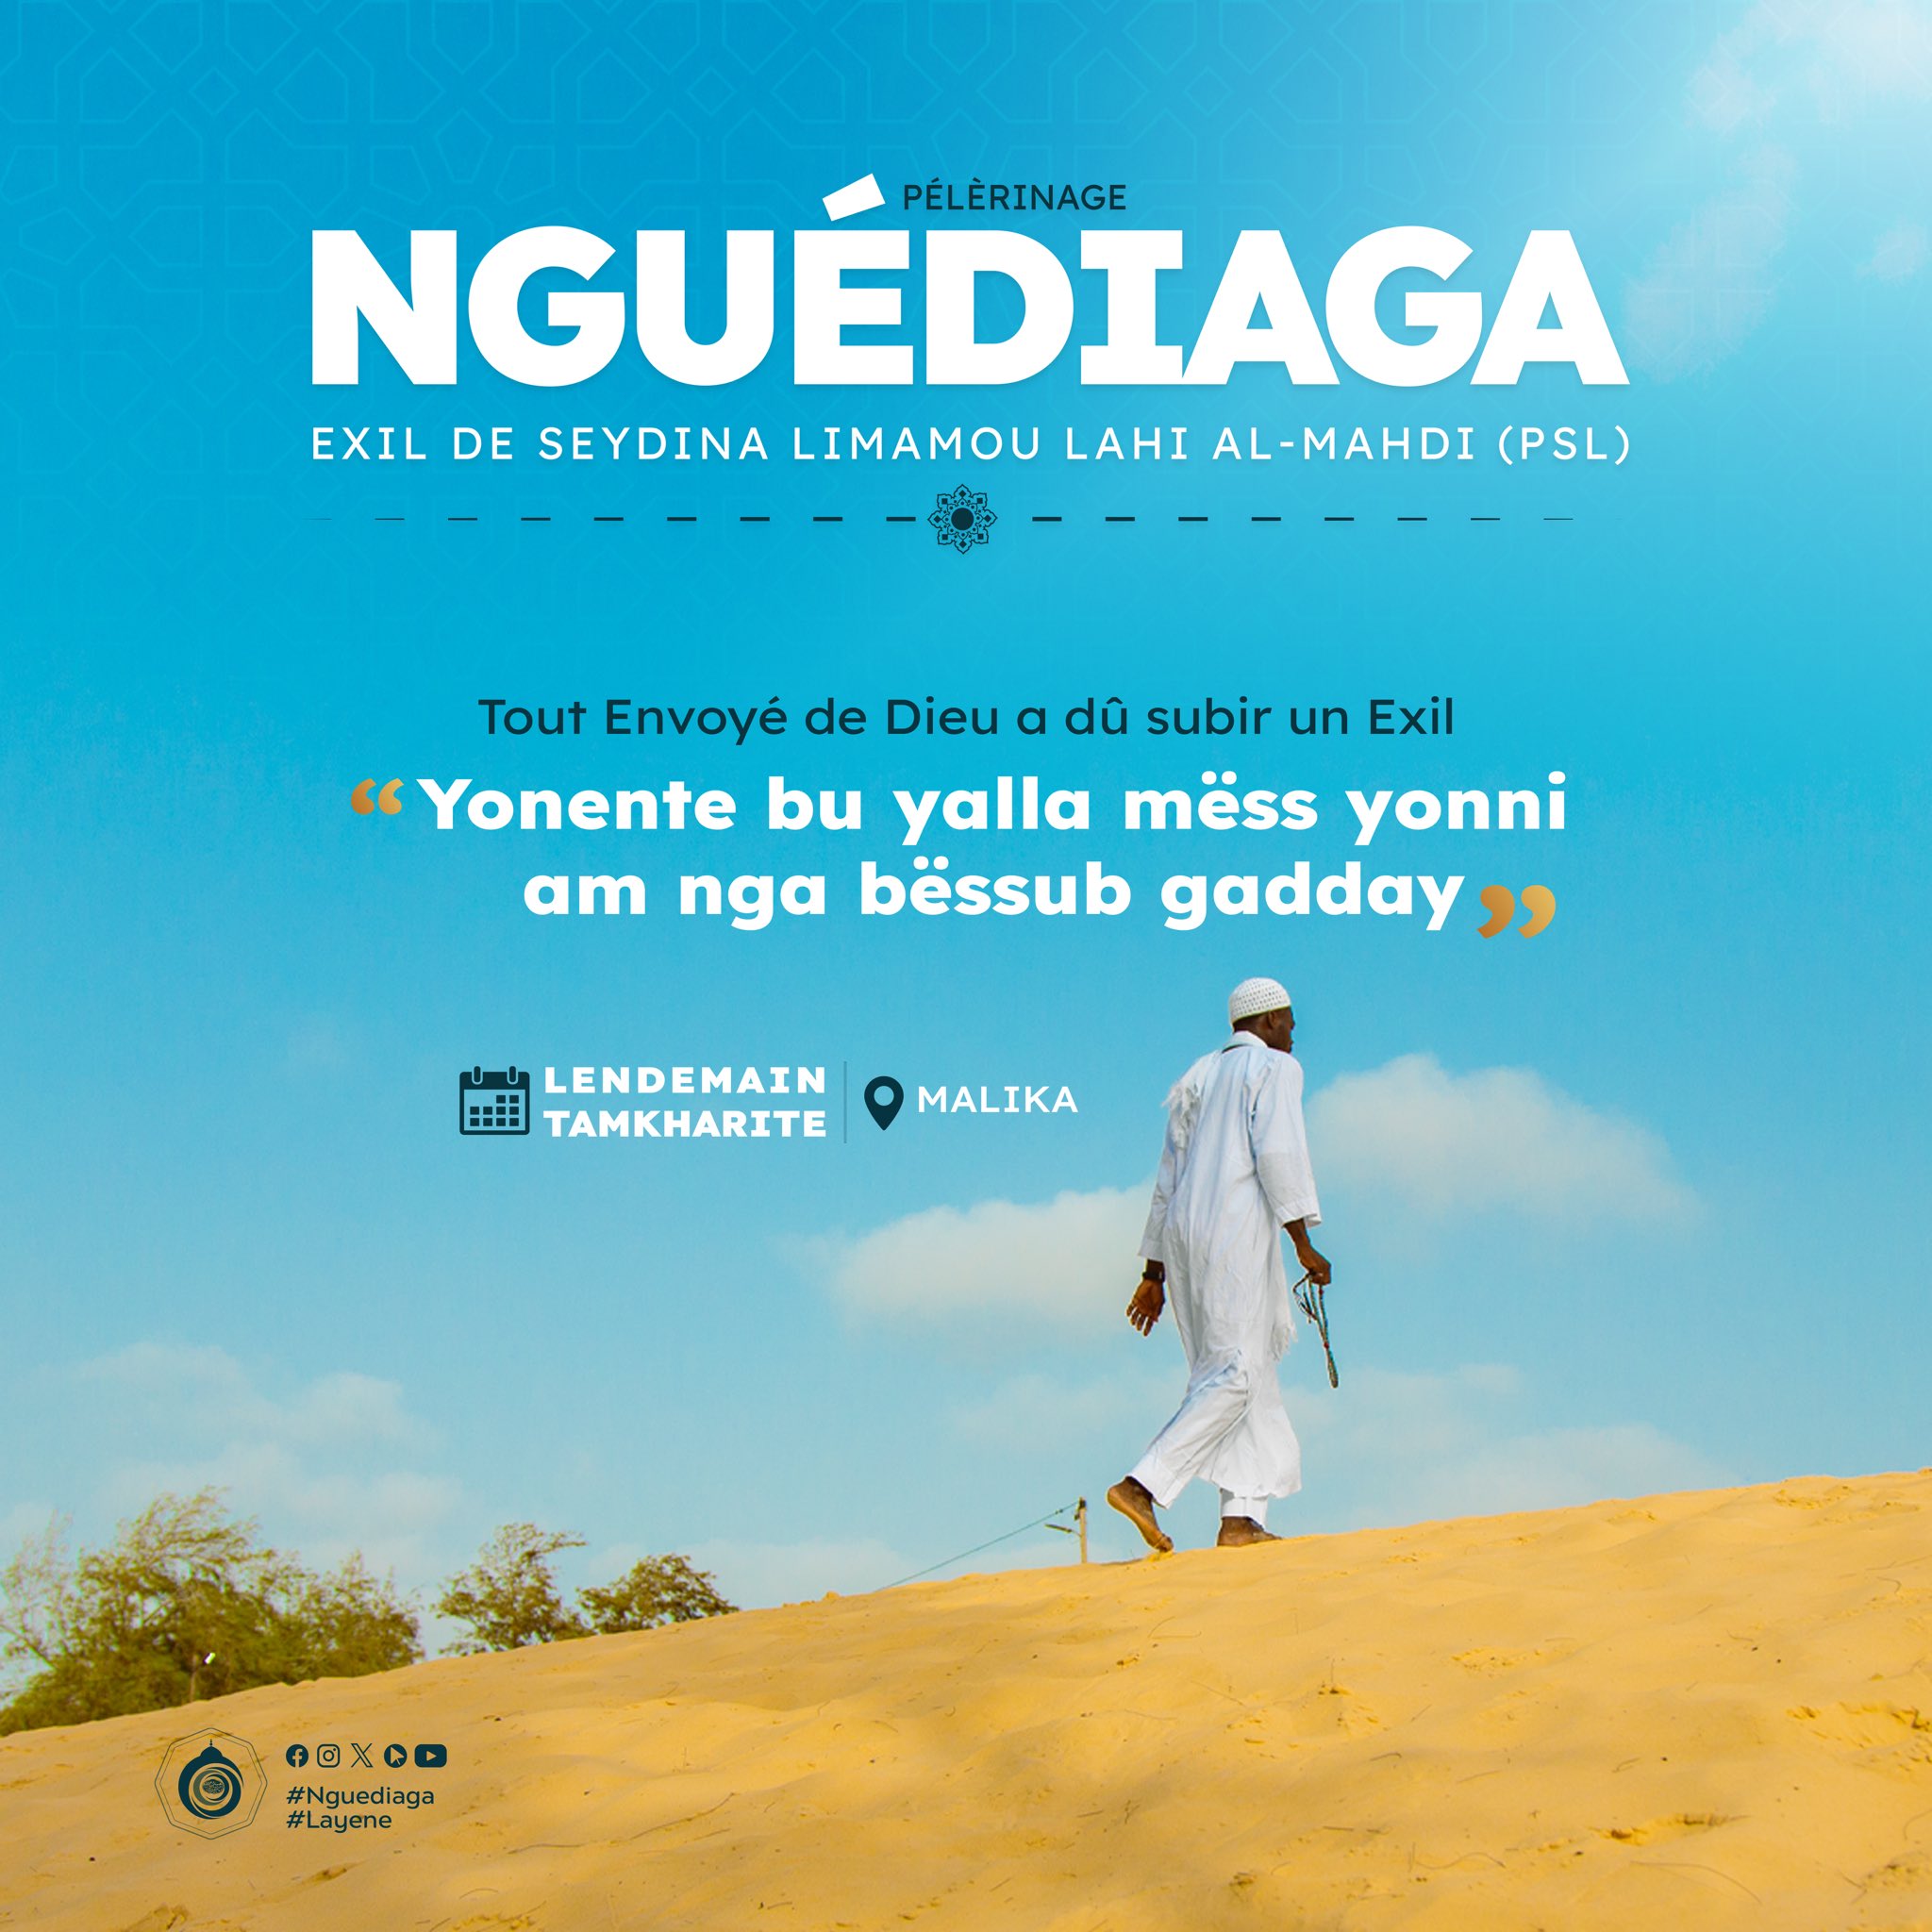 PÉLÈRINAGE
NGUÉDIAGA
EXIL DE SEYDINA LIMAMOU LAHI AL-MAHDI (PSL)
Tout Envoyé de Dieu a dû subir un Exil
“Yonente bu yalla mëss yonni
am nga bëssub gadday”
LENDEMAIN
TAMKHARITE
MALIKA
#Nguediaga
#Layene